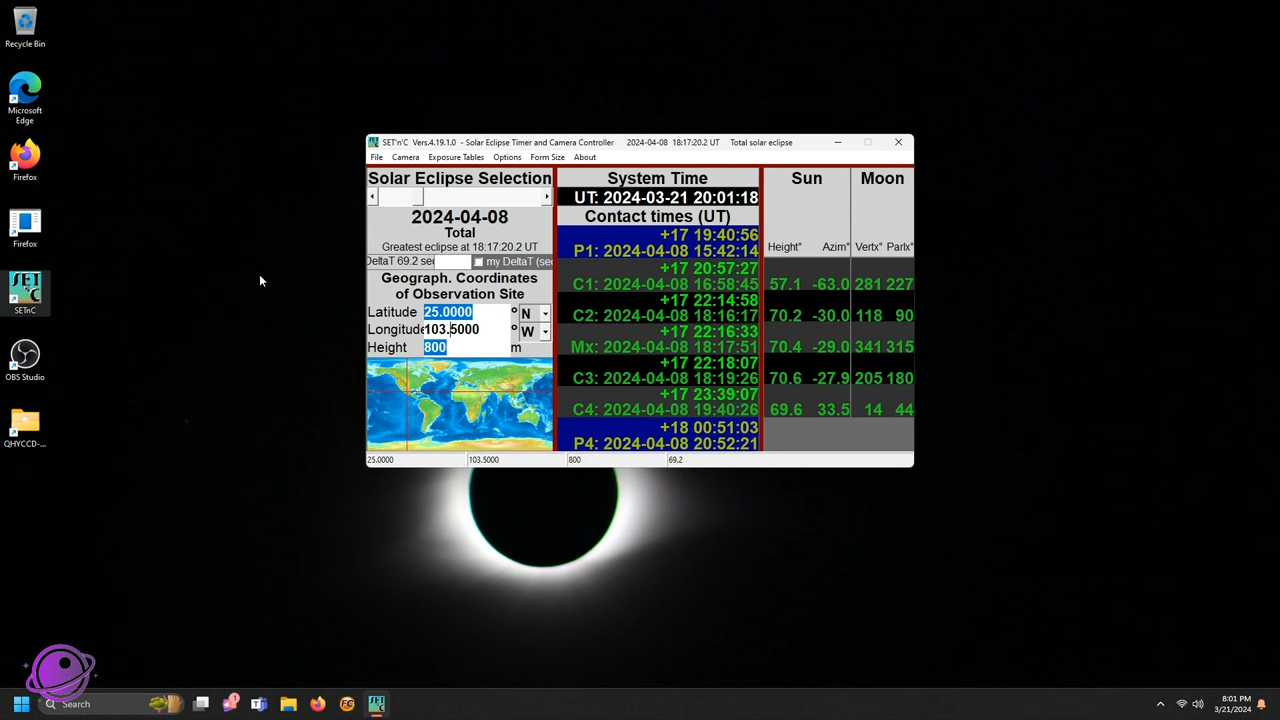 Recycle Bin
Microsoft
Edge
Firefox
Firefox
SET
n'C
SETnC
OBS Studio
QHYCCD-...
SET'n'C Vers.4.19.1.0 - Solar Eclipse Timer and Camera Controller 2024-04-08 18:17:20.2 UT Total solar eclipse
File Camera Exposure Tables Options Form Size About
Solar Eclipse Selection
2024-04-08
Total
Greatest eclipse at 18:17:20.2 UT
DeltaT 69.2 sec my DeltaT (sec
Geograph. Coordinates
of Observation Site
Latitude 25.0000 ° N
Longitude 103.5000 ° W
Height 800 m
System Time
UT: 2024-03-21 20:01:18
Contact times (UT)
+17 19:40:56
P1: 2024-04-08 15:42:14
+17 20:57:27
C1: 2024-04-08 16:58:45
+17 22:14:58
C2: 2024-04-08 18:16:17
+17 22:16:33
Mx: 2024-04-08 18:17:51
+17 22:18:07
C3: 2024-04-08 18:19:26
+17 23:39:07
C4: 2024-04-08 19:40:26
+18 00:51:03
P4: 2024-04-08 20:52:21
Sun Moon
Height° Azim° Vertx° Parlx°
57.1 -63.0 281 227
70.2 -30.0 118 90
70.4 -29.0 341 315
70.6 -27.9 205 180
69.6 33.5 14 44
25.0000 103.5000 800 69.2
Search
1
FC
8:01 PM
3/21/2024